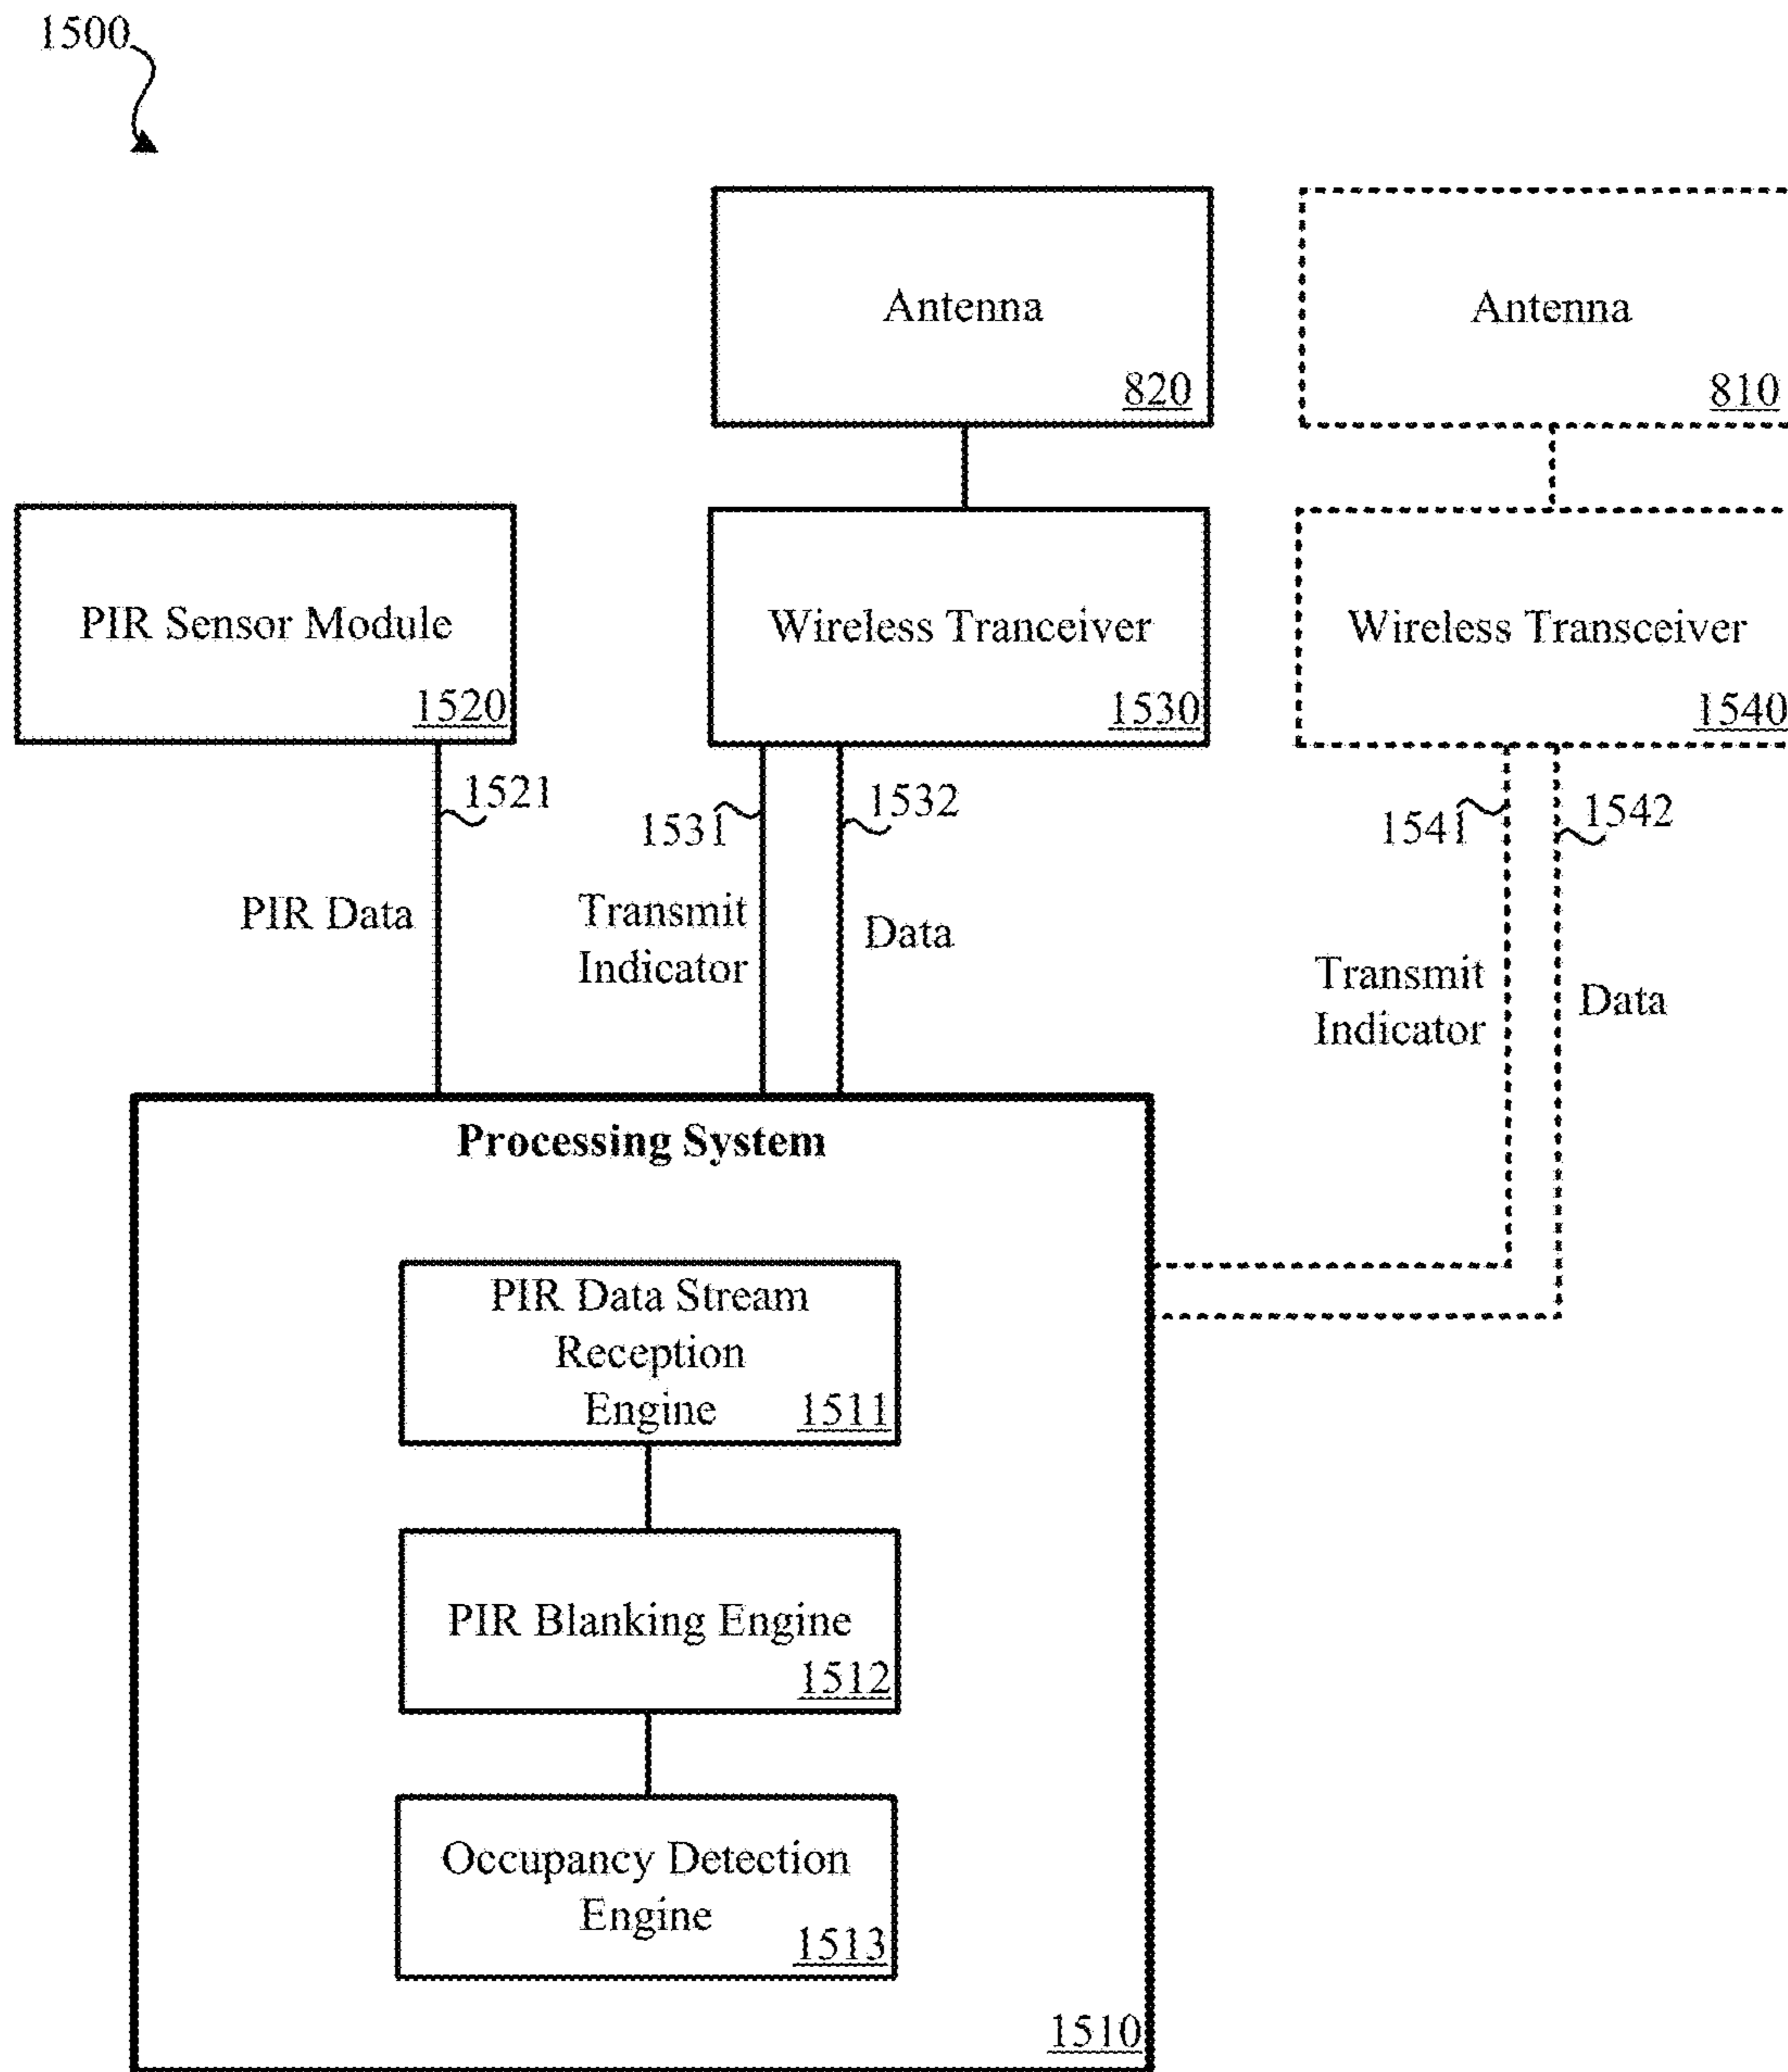 1500
Antenna
820
Antenna
810
PIR Sensor Module
1520
Wireless Tranceiver
1530
Wireless Transceiver
1540
1521
1531
1532
1541
1542
PIR Data
Transmit
Indicator
Data
Transmit
Indicator
Data
Processing System
PIR Data Stream
Reception
Engine
1511
PIR Blanking Engine
1512
Occupancy Detection
Engine
1513
1510